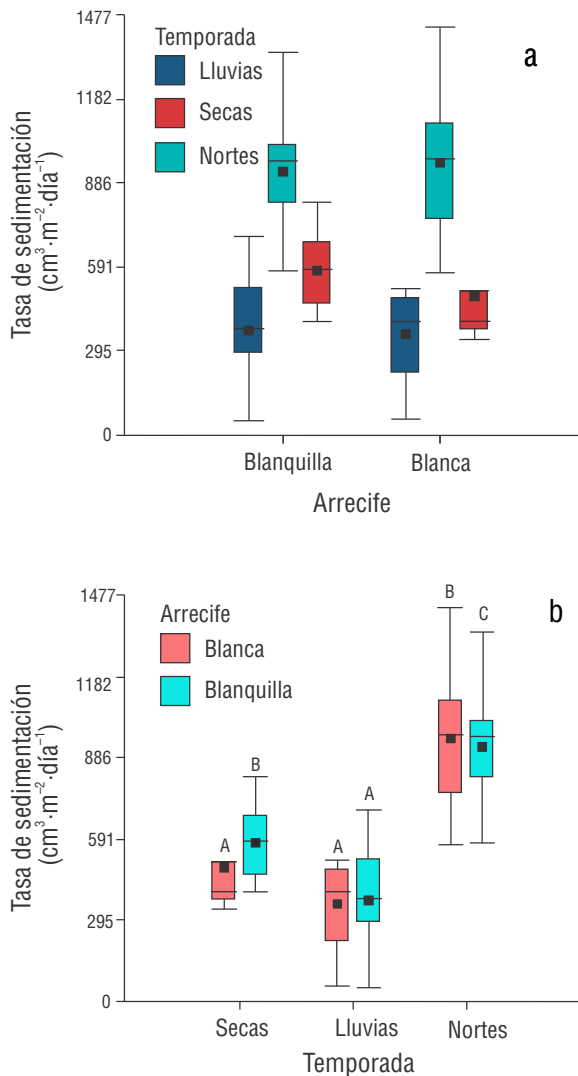 a
Temporada
Lluvias
Secas
Nortes
Tasa de sedimentación
(cm³·m⁻²·día⁻¹)
1477
1182
886
591
295
0
Blanquilla Blanca
Arrecife
b
Arrecife
Blanca
Blanquilla
Tasa de sedimentación
(cm³·m⁻²·día⁻¹)
1477
1182
886
591
295
0
A B A A B C
Secas Lluvias Nortes
Temporada